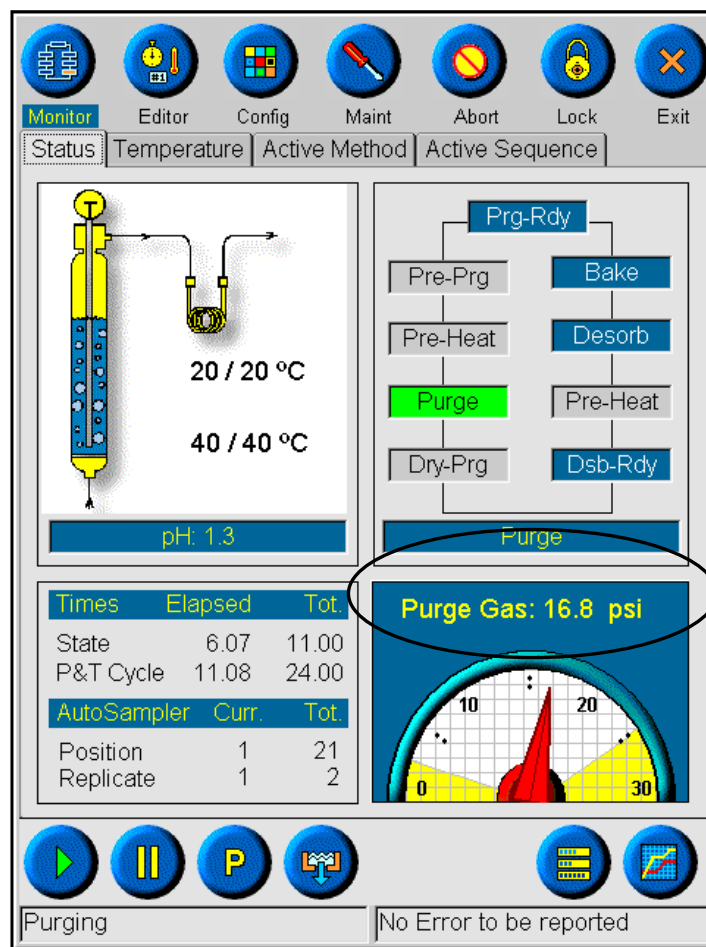 #1
Monitor Editor Config Maint Abort Lock Exit
Status Temperature Active Method Active Sequence
T
20 / 20 ºC
40 / 40 ºC
pH: 1.3
Prg-Rdy
Pre-Prg Bake
Pre-Heat Desorb
Purge Pre-Heat
Dry-Prg Dsb-Rdy
Purge
Times Elapsed Tot.
State 6.07 11.00
P&T Cycle 11.08 24.00
AutoSampler Curr. Tot.
Position 1 21
Replicate 1 2
Purge Gas: 16.8 psi
10 20
0 30
P
Purging No Error to be reported